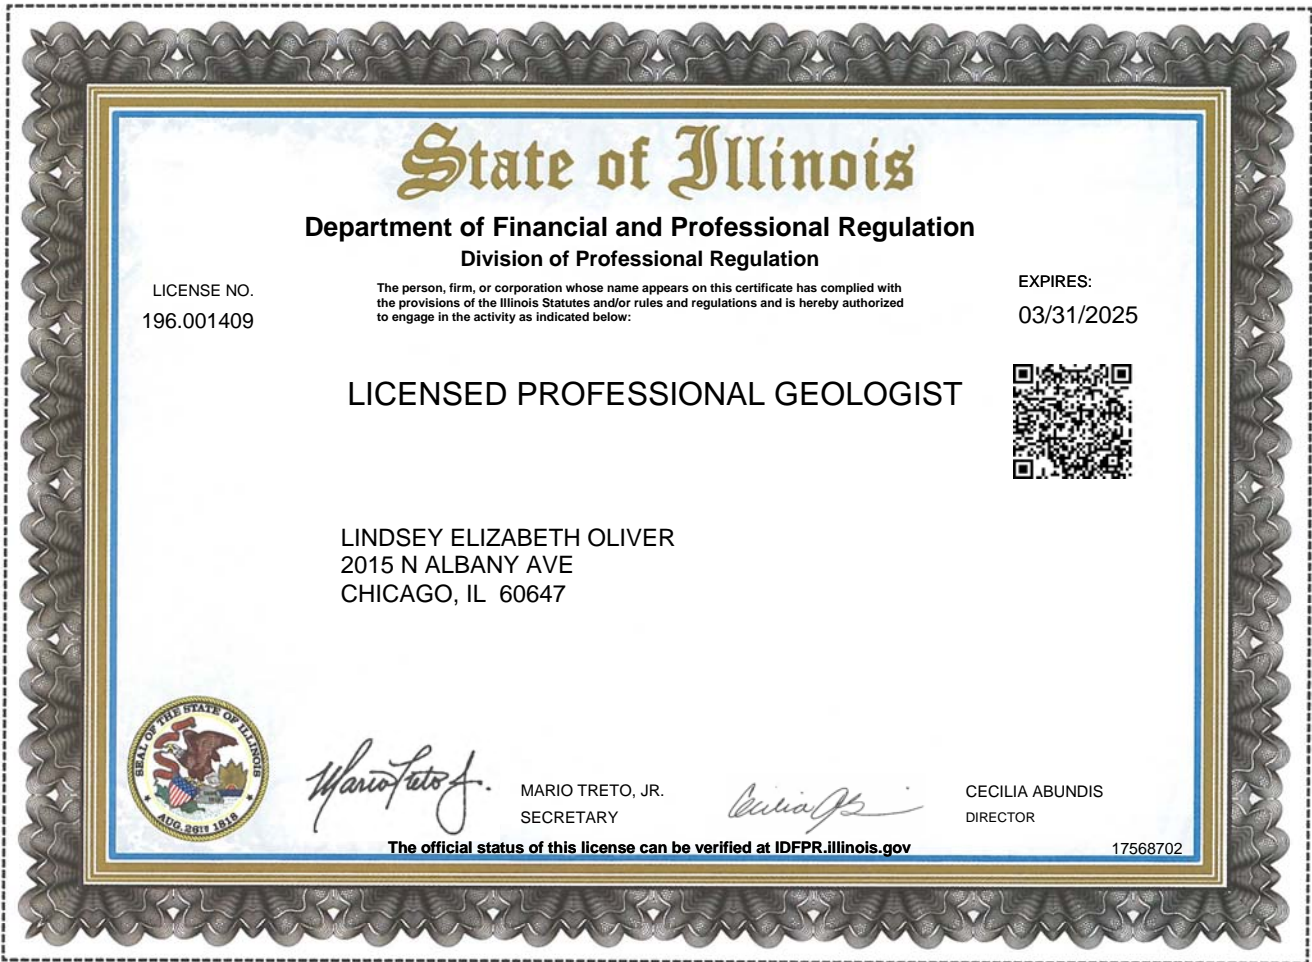 State of Illinois
Department of Financial and Professional Regulation
Division of Professional Regulation
LICENSE NO.
196.001409
The person, firm, or corporation whose name appears on this certificate has complied with
the provisions of the Illinois Statutes and/or rules and regulations and is hereby authorized
to engage in the activity as indicated below:
EXPIRES:
03/31/2025
LICENSED PROFESSIONAL GEOLOGIST
LINDSEY ELIZABETH OLIVER
2015 N ALBANY AVE
CHICAGO, IL 60647
SEAL OF THE STATE OF ILLINOIS
AUG. 26TH 1818
Mario Treto Jr.
MARIO TRETO, JR.
SECRETARY
CECILIA ABUNDIS
DIRECTOR
The official status of this license can be verified at IDFPR.illinois.gov
17568702